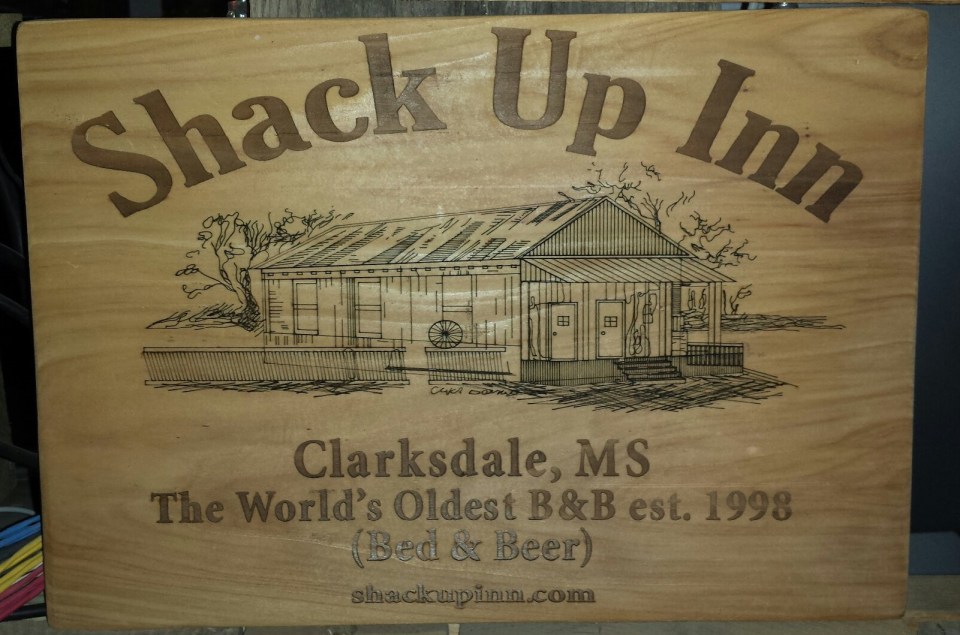 Shack Up Inn
Clarksdale, MS
The World's Oldest B&B est. 1998
(Bed & Beer)
shackupinn.com